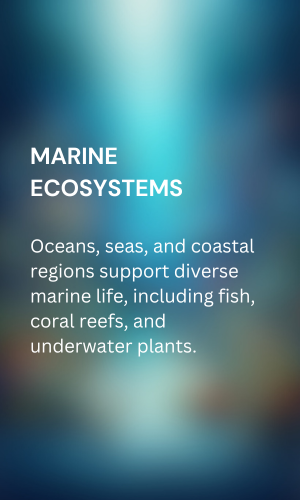 MARINE
ECOSYSTEMS
Oceans, seas, and coastal
regions support diverse
marine life, including fish,
coral reefs, and
underwater plants.